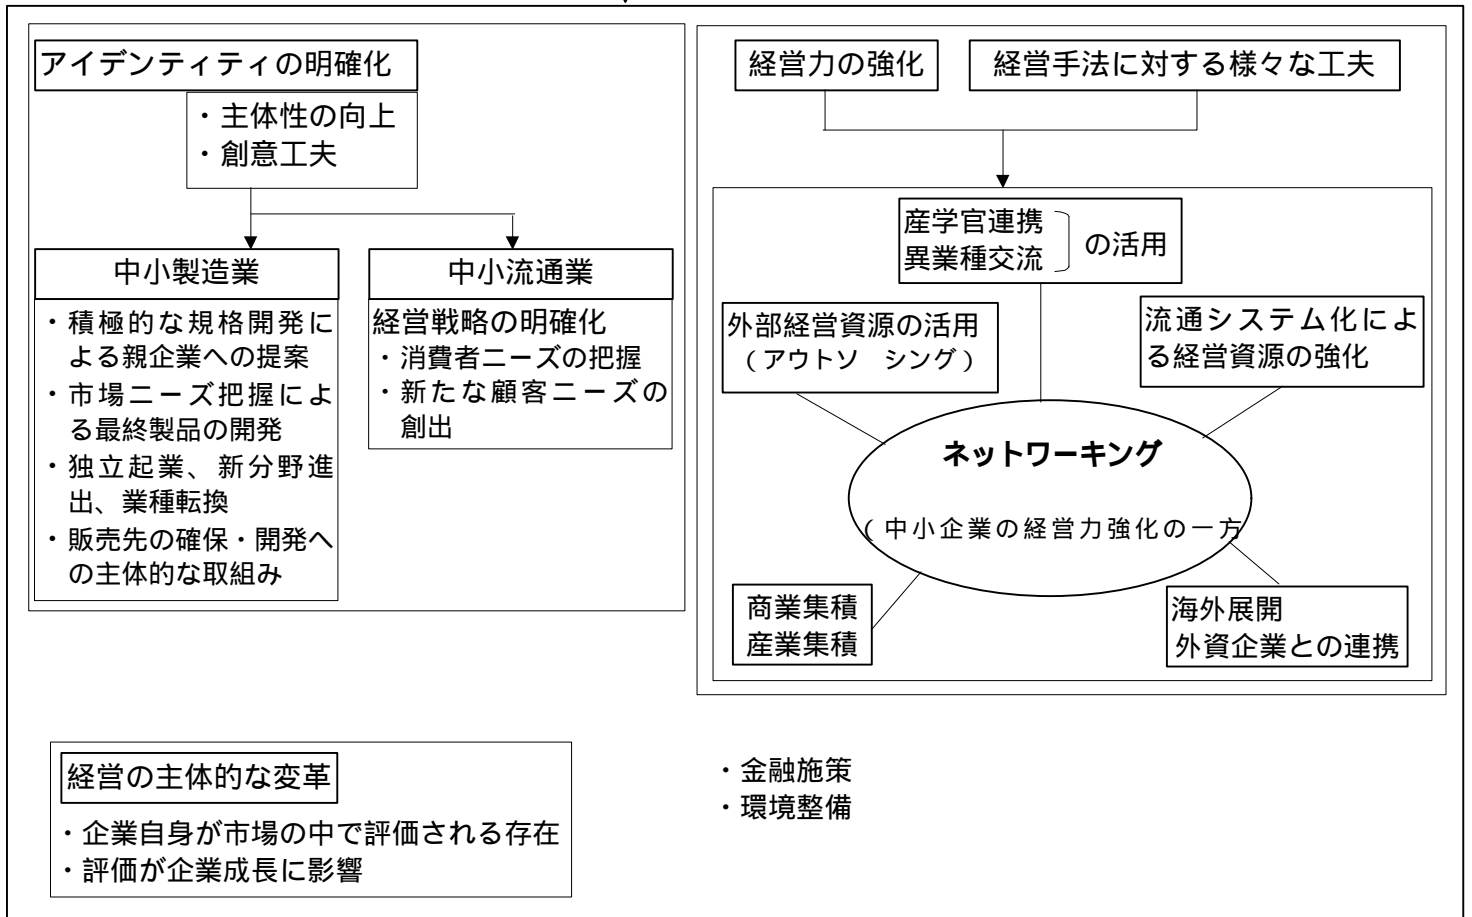 アイデンティティの明確化
・主体性の向上
・創意工夫
中小製造業
・積極的な規格開発に
よる親企業への提案
・市場ニーズ把握によ
る最終製品の開発
・独立起業、新分野進
出、業種転換
・販売先の確保・開発へ
の主体的な取組み
中小流通業
経営戦略の明確化
・消費者ニーズの把握
・新たな顧客ニーズの
創出
経営力の強化
経営手法に対する様々な工夫
産学官連携
異業種交流
の活用
外部経営資源の活用
(アウトソ シング)
流通システム化によ
る経営資源の強化
ネットワーキング
(中小企業の経営力強化の一方
商業集積
産業集積
海外展開
外資企業との連携
経営の主体的な変革
・企業自身が市場の中で評価される存在
・評価が企業成長に影響
・金融施策
・環境整備